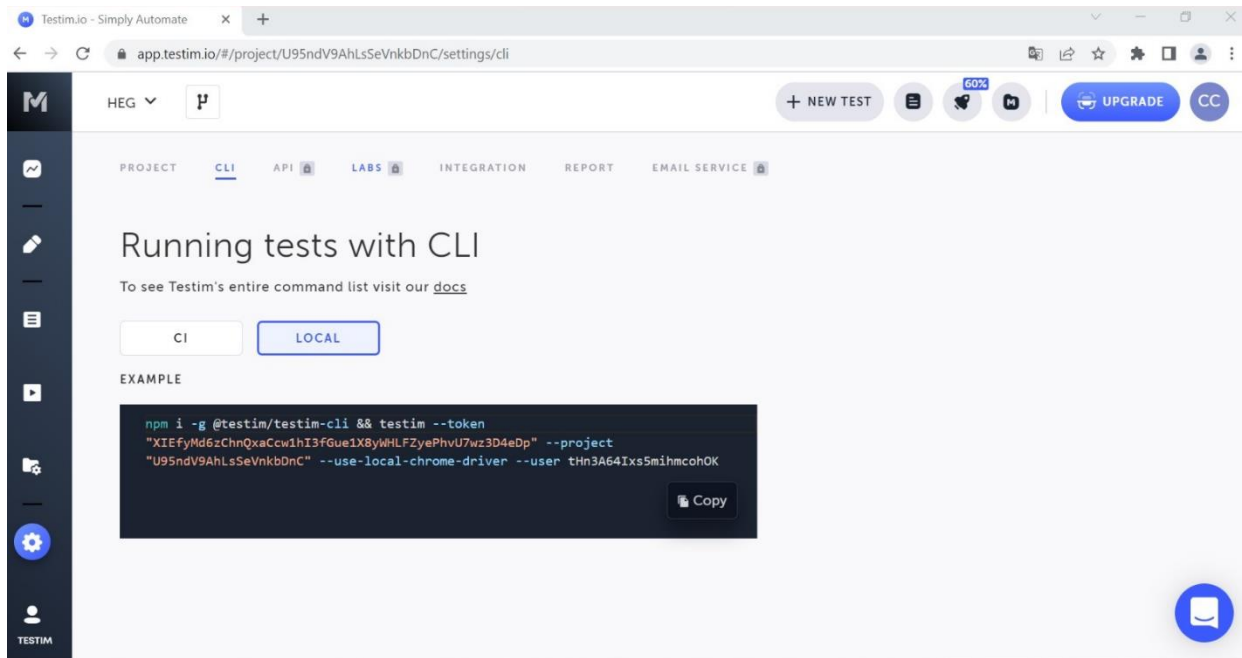 Testim.io - Simply Automate
app.testim.io/#/project/U95ndV9AhLsSeVnkbDnC/settings/cli
HEG
+ NEW TEST
60%
UPGRADE
CC
PROJECT CLI API LABS INTEGRATION REPORT EMAIL SERVICE
Running tests with CLI
To see Testim's entire command list visit our docs
CI LOCAL
EXAMPLE
npm i -g @testim/testim-cli && testim --token
"XIEfyMd6zChnQxaCcw1hI3fGue1X8yWHLFZyePhvU7wz3D4eDp" --project
"U95ndV9AhLsSeVnkbDnC" --use-local-chrome-driver --user tHn3A64Ixs5mihmcohOK
Copy
TESTIM